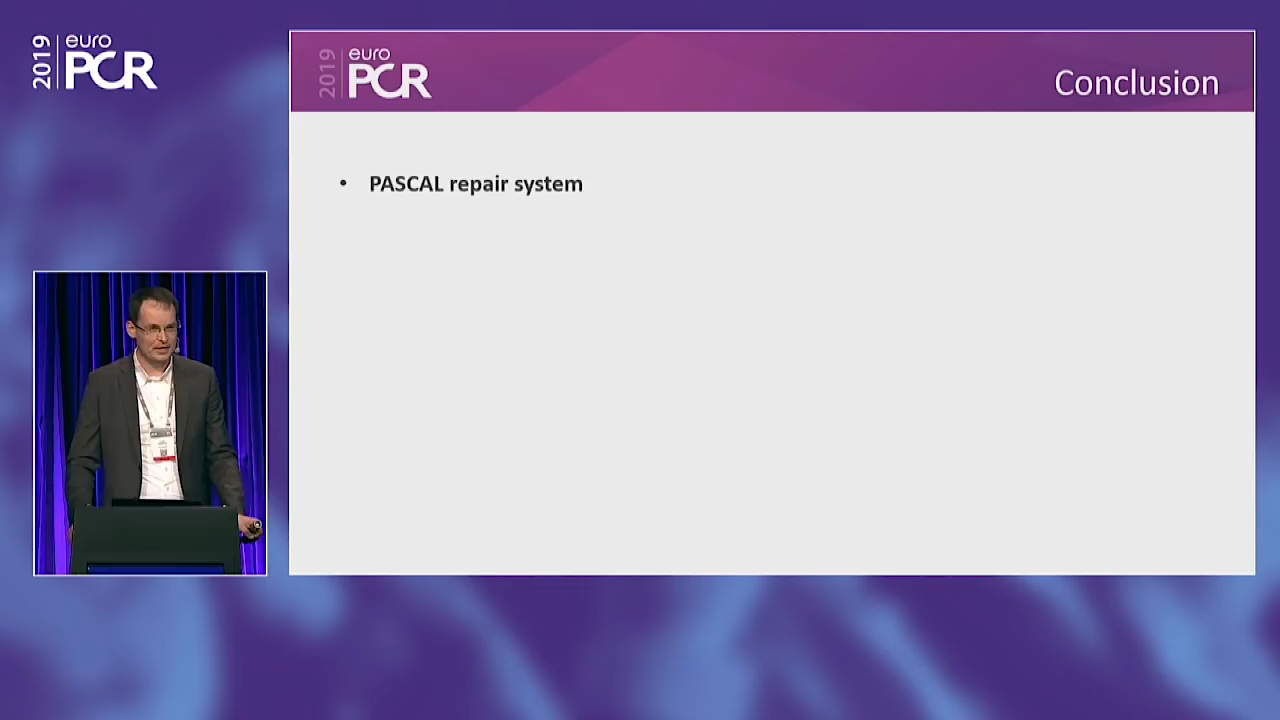 2019
euro
PCR
2019
euro
PCR
Conclusion
• PASCAL repair system